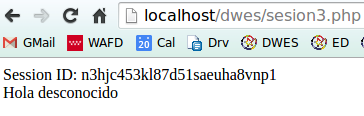 localhost/dwes/sesion3.php
GMail WAFD 20 Cal Drv DWES ED
Session ID: n3hjc453kl87d51saeuha8vnp1
Hola desconocido